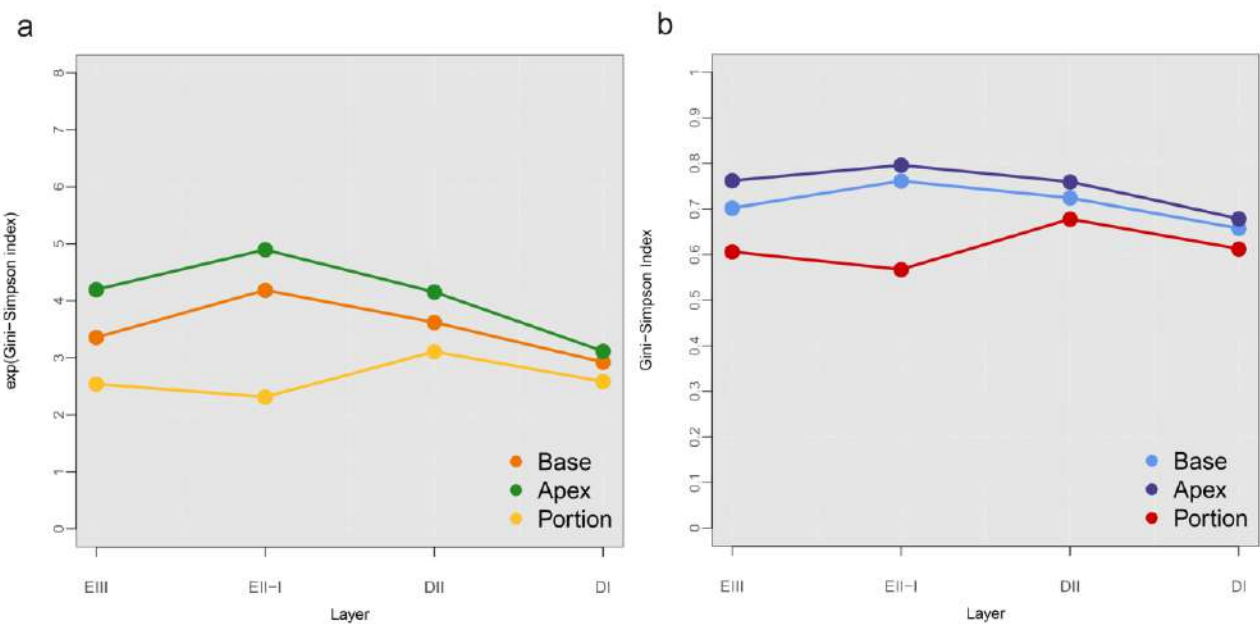 a
exp(Gini-Simpson index)
8
7
6
5
4
3
2
1
0
Base
Apex
Portion
EIII
EII-I
DII
DI
Layer
b
Gini-Simpson Index
1
0.9
0.8
0.7
0.6
0.5
0.4
0.3
0.2
0.1
0
Base
Apex
Portion
EIII
EII-I
DII
DI
Layer